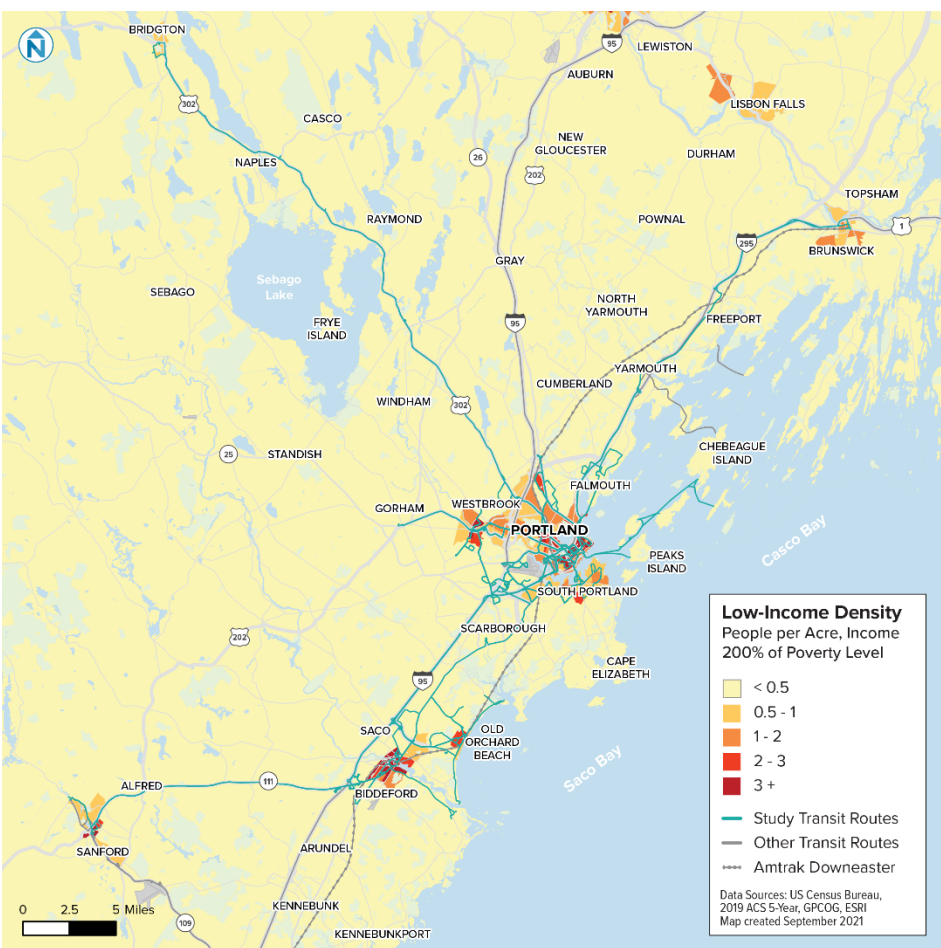 BRIDGTON
N
95
LEWISTON
AUBURN
302
LISBON FALLS
CASCO
NEW
GLOUCESTER
26
NAPLES
202
DURHAM
TOPSHAM
RAYMOND
POWNAL
1
295
BRUNSWICK
GRAY
Sebago
Lake
SEBAGO
NORTH
YARMOUTH
FREEPORT
FRYE
ISLAND
95
YARMOUTH
CUMBERLAND
WINDHAM
302
CHEBEAGUE
ISLAND
25
STANDISH
FALMOUTH
GORHAM
WESTBROOK
PORTLAND
Casco Bay
PEAKS
ISLAND
SOUTH PORTLAND
SCARBOROUGH
202
CAPE
ELIZABETH
95
SACO
OLD
ORCHARD
BEACH
Saco Bay
111
ALFRED
BIDDEFORD
SANFORD
ARUNDEL
KENNEBUNK
109
KENNEBUNKPORT
0 2.5 5 Miles
Low-Income Density
People per Acre, Income
200% of Poverty Level
< 0.5
0.5 - 1
1 - 2
2 - 3
3 +
Study Transit Routes
Other Transit Routes
Amtrak Downeaster
Data Sources: US Census Bureau,
2019 ACS 5-Year, GPCOG, ESRI
Map created September 2021